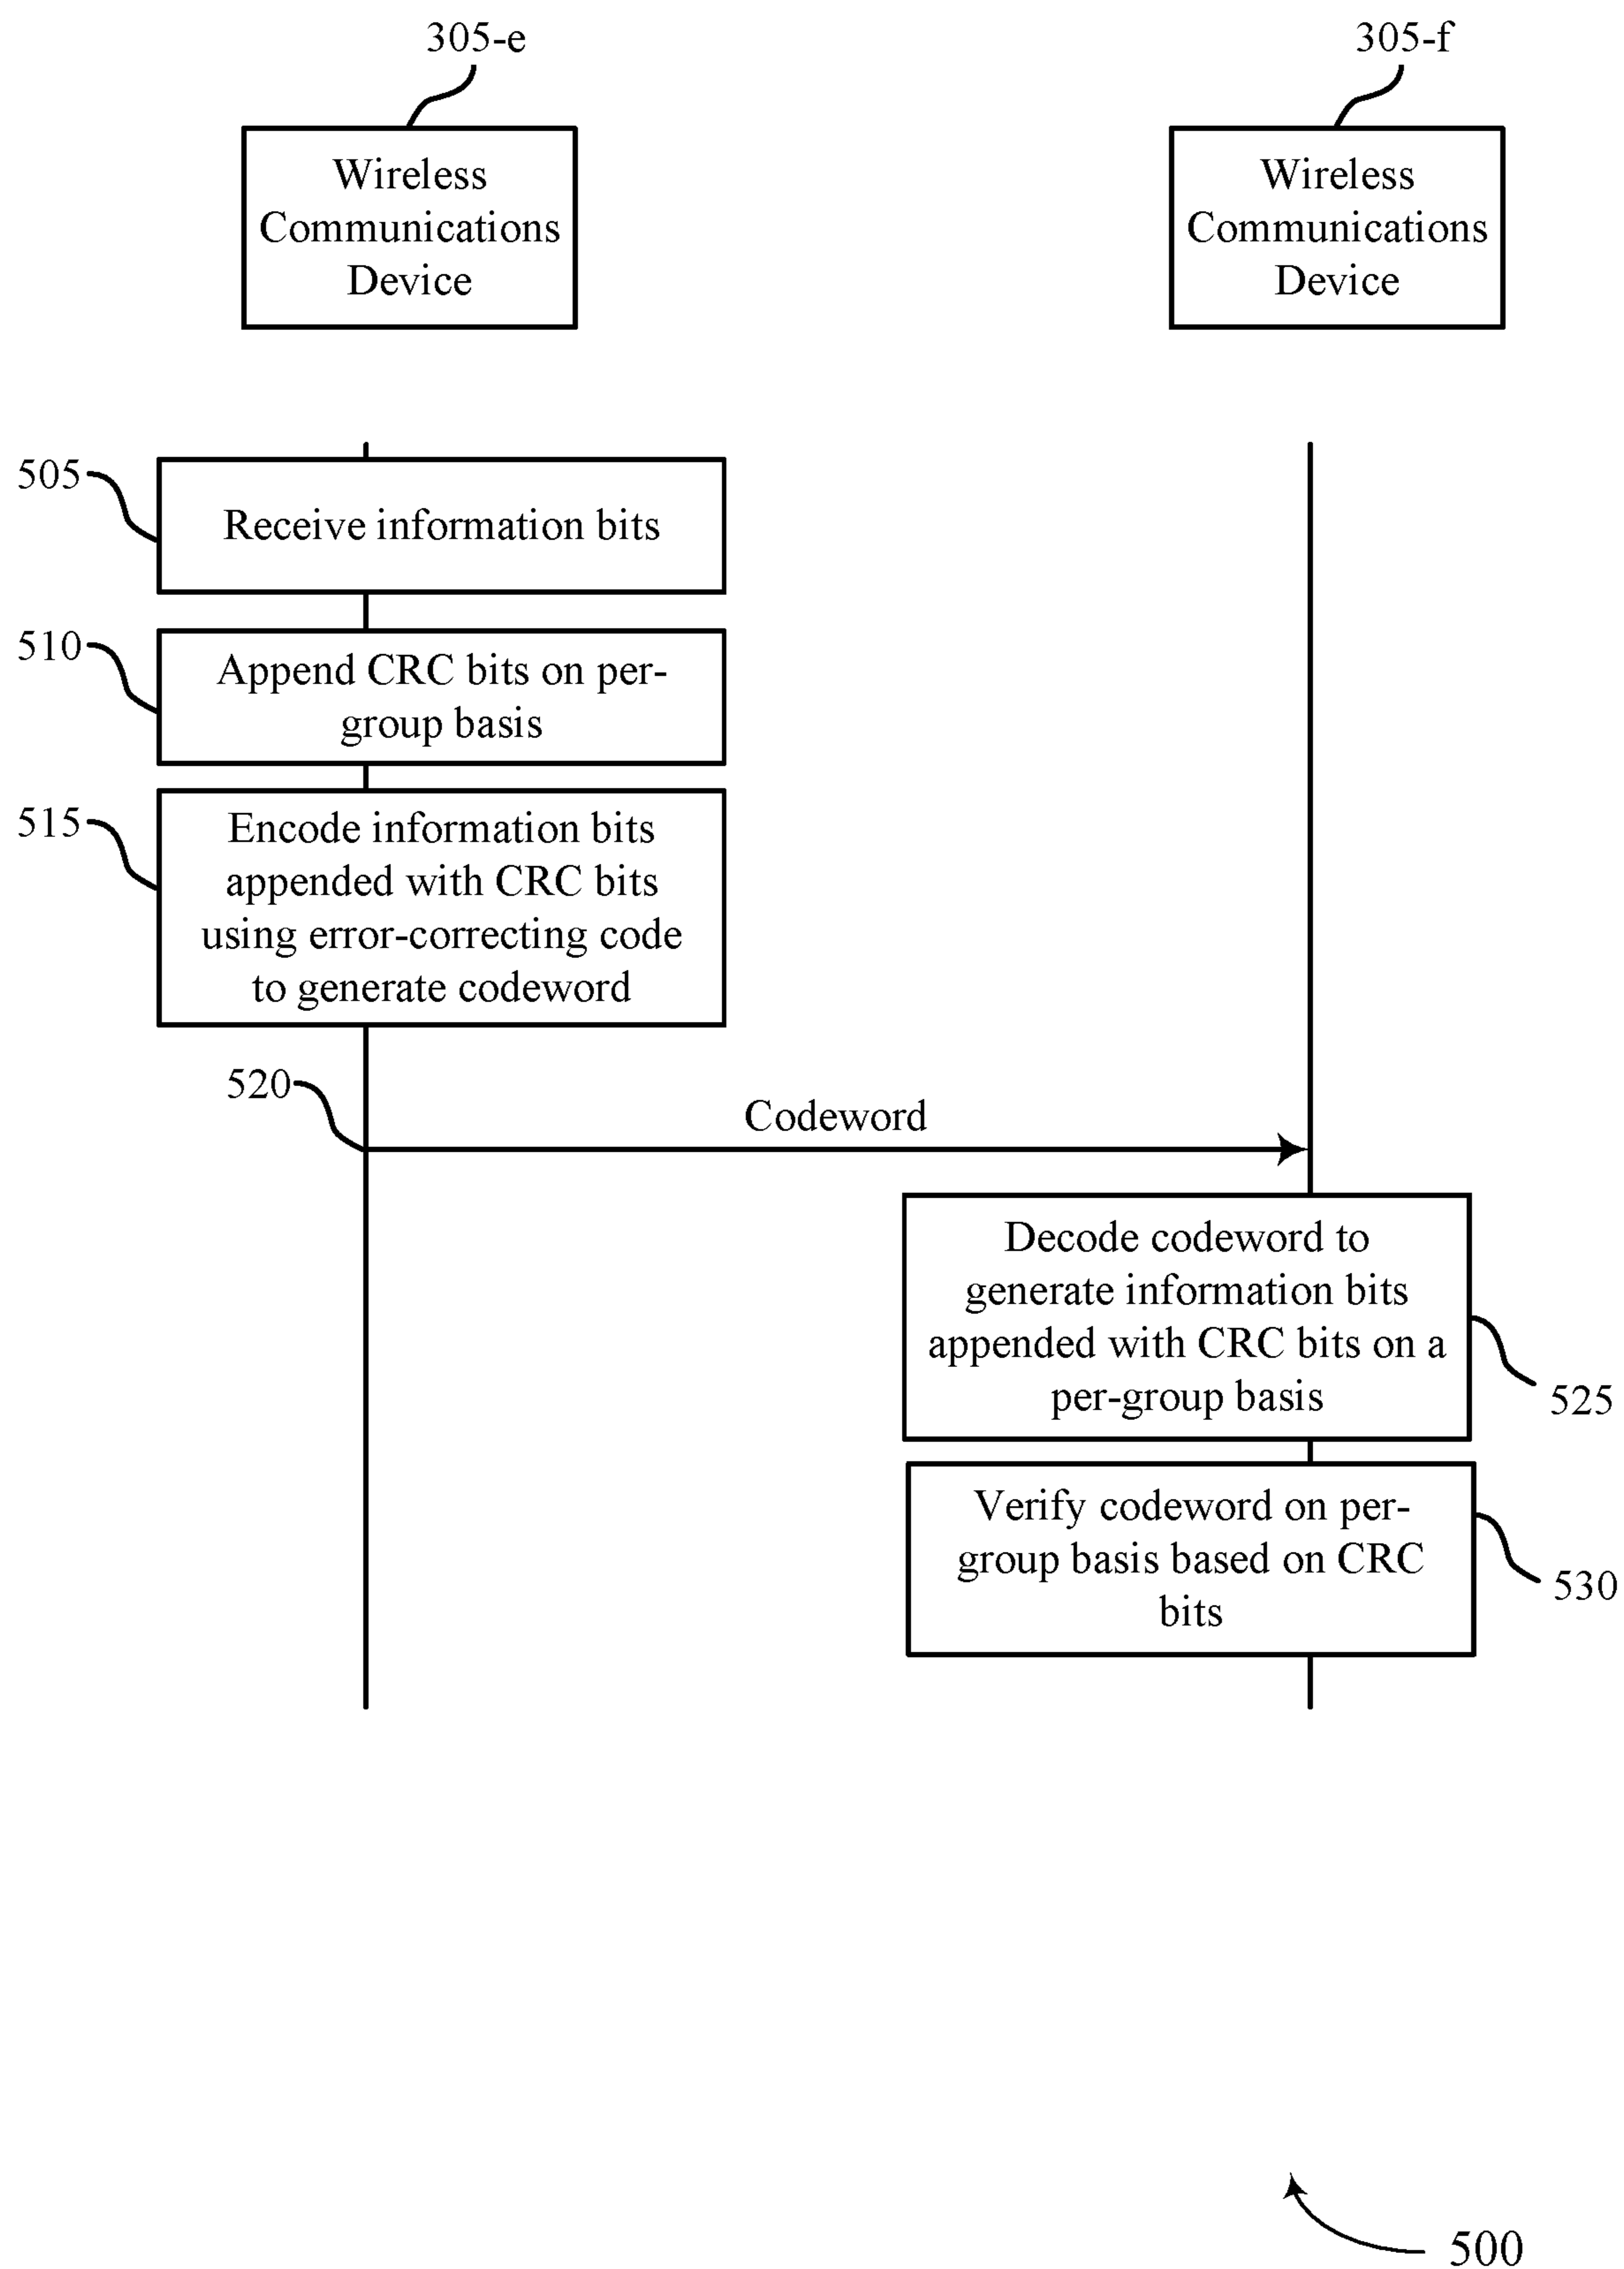 305-e
305-f
Wireless
Communications
Device
Wireless
Communications
Device
505
Receive information bits
510
Append CRC bits on per-
group basis
515
Encode information bits
appended with CRC bits
using error-correcting code
to generate codeword
520
Codeword
Decode codeword to
generate information bits
appended with CRC bits on a
per-group basis
525
Verify codeword on per-
group basis based on CRC
bits
530
500